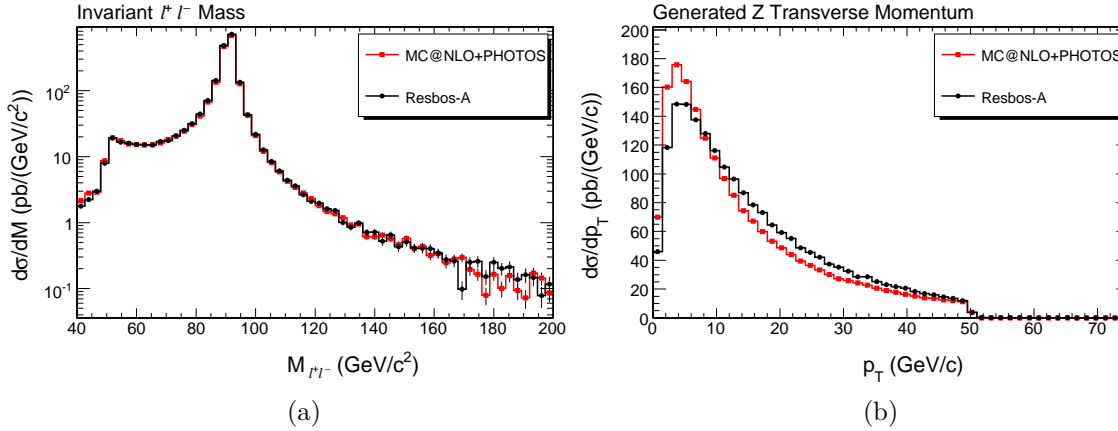 Invariant l⁺ l⁻ Mass
dσ/dM (pb/(GeV/c²))
10²
10
1
10⁻¹
MC@NLO+PHOTOS
Resbos-A
40 60 80 100 120 140 160 180 200
M l⁺l⁻ (GeV/c²)
(a)
Generated Z Transverse Momentum
dσ/dp_T (pb/(GeV/c))
200
180
160
140
120
100
80
60
40
20
0
MC@NLO+PHOTOS
Resbos-A
0 10 20 30 40 50 60 70
p_T (GeV/c)
(b)